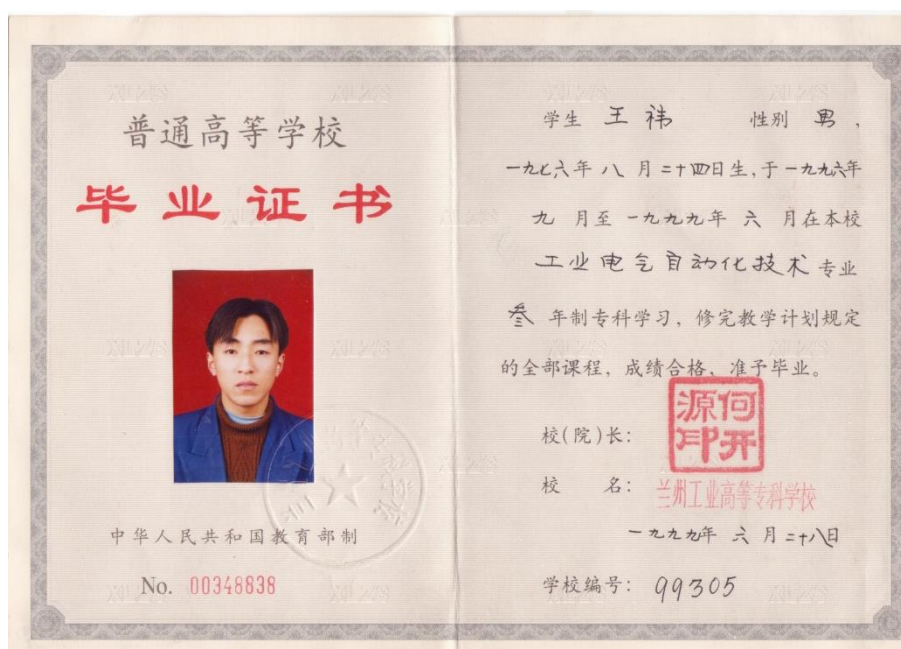 普通高等学校
毕业证书
中华人民共和国教育部制
No. 00348838
学生 王祎 性别 男，
一九七六年 八 月 二十四日生，于一九九六年
九 月至 一九九九年 六 月在本校
工业电气自动化技术 专业
叁 年制专科学习，修完教学计划规定
的全部课程，成绩合格，准予毕业。
校(院)长：
何开源印
校 名：兰州工业高等专科学校
一九九九年 六 月二十八日
学校编号： 99305